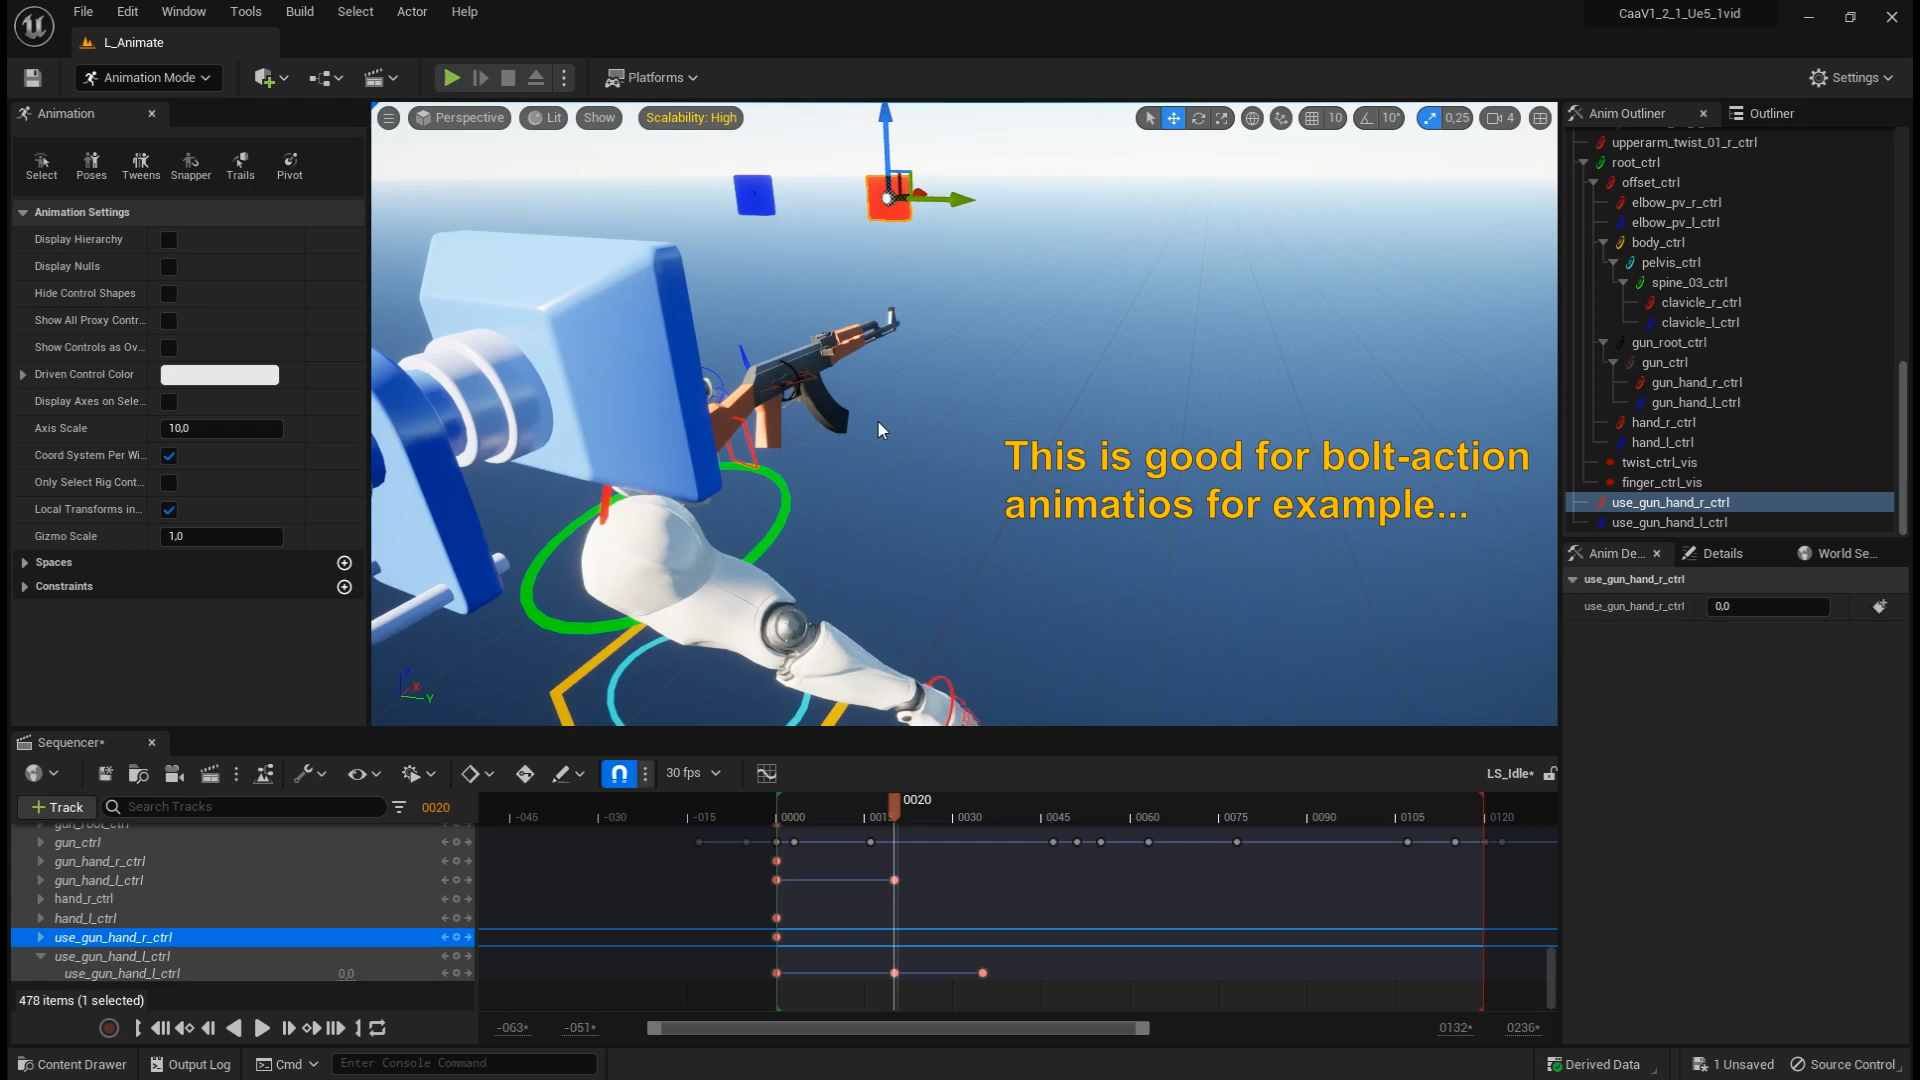 File Edit Window Tools Build Select Actor Help
CaaV1_2_1_Ue5_1vid
L_Animate
Animation Mode
Platforms
Settings
Animation
Select Poses Tweens Snapper Trails Pivot
Animation Settings
Display Hierarchy
Display Nulls
Hide Control Shapes
Show All Proxy Contr...
Show Controls as Ov...
Driven Control Color
Display Axes on Sele...
Axis Scale 10,0
Coord System Per Wi...
Only Select Rig Cont...
Local Transforms in...
Gizmo Scale 1,0
Spaces
Constraints
Perspective Lit Show Scalability: High
10 10° 0,25 4
This is good for bolt-action
animatios for example...
Z X Y
Anim Outliner Outliner
upperarm_twist_01_r_ctrl
root_ctrl
offset_ctrl
elbow_pv_r_ctrl
elbow_pv_l_ctrl
body_ctrl
pelvis_ctrl
spine_03_ctrl
clavicle_r_ctrl
clavicle_l_ctrl
gun_root_ctrl
gun_ctrl
gun_hand_r_ctrl
gun_hand_l_ctrl
hand_r_ctrl
hand_l_ctrl
twist_ctrl_vis
finger_ctrl_vis
use_gun_hand_r_ctrl
use_gun_hand_l_ctrl
Anim De... Details World Se...
use_gun_hand_r_ctrl
use_gun_hand_r_ctrl 0,0
Sequencer*
30 fps
LS_Idle*
Track Search Tracks 0020
0020
-045 -030 -015 0000 0015 0030 0045 0060 0075 0090 0105 0120
gun_root_ctrl
gun_ctrl
gun_hand_r_ctrl
gun_hand_l_ctrl
hand_r_ctrl
hand_l_ctrl
use_gun_hand_r_ctrl
use_gun_hand_l_ctrl
use_gun_hand_l_ctrl 0,0
478 items (1 selected)
-063* -051* 0132* 0236*
Content Drawer Output Log Cmd Enter Console Command
Derived Data 1 Unsaved Source Control